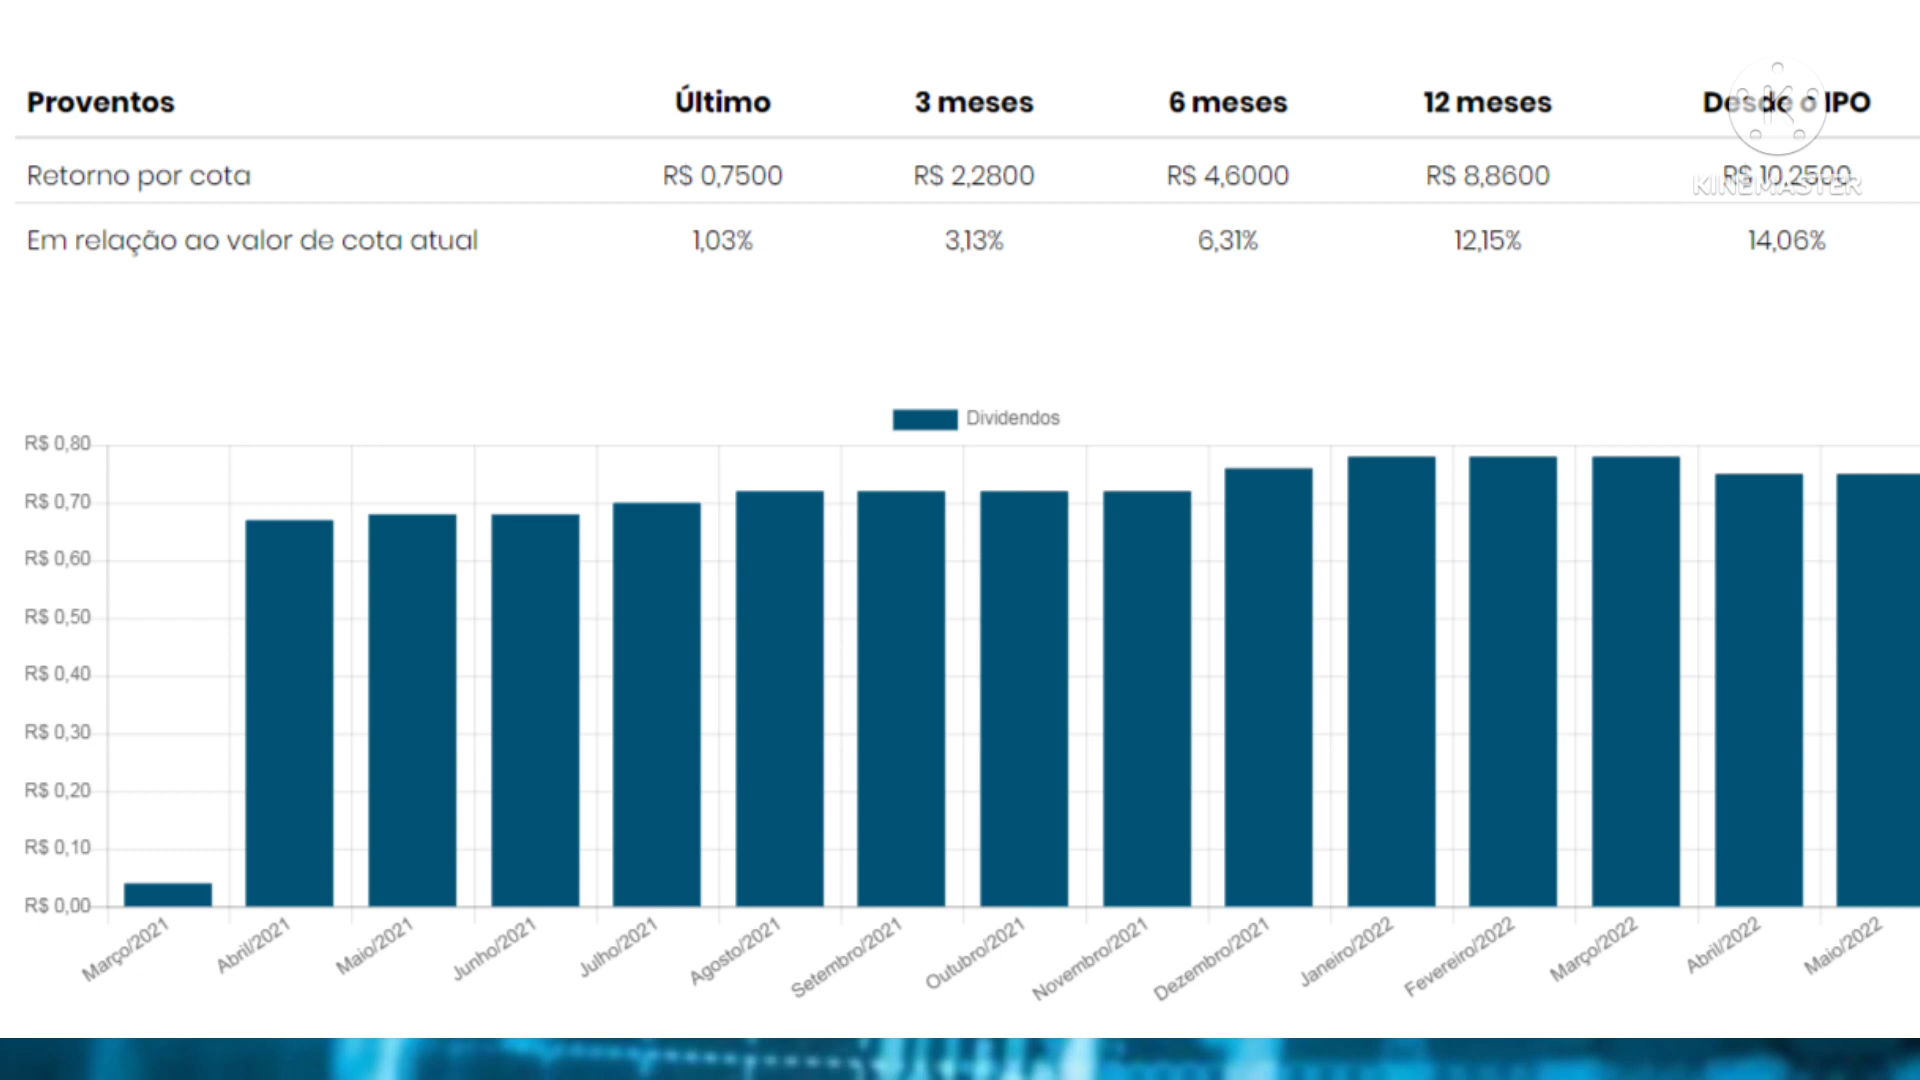 Proventos Último 3 meses 6 meses 12 meses Desde o IPO
Retorno por cota R$ 0,7500 R$ 2,2800 R$ 4,6000 R$ 8,8600 R$ 10,2500
KINEMASTER
Em relação ao valor de cota atual 1,03% 3,13% 6,31% 12,15% 14,06%
Dividendos
R$ 0,80
R$ 0,70
R$ 0,60
R$ 0,50
R$ 0,40
R$ 0,30
R$ 0,20
R$ 0,10
R$ 0,00
Março/2021 Abril/2021 Maio/2021 Junho/2021 Julho/2021 Agosto/2021 Setembro/2021 Outubro/2021 Novembro/2021 Dezembro/2021 Janeiro/2022 Fevereiro/2022 Março/2022 Abril/2022 Maio/2022